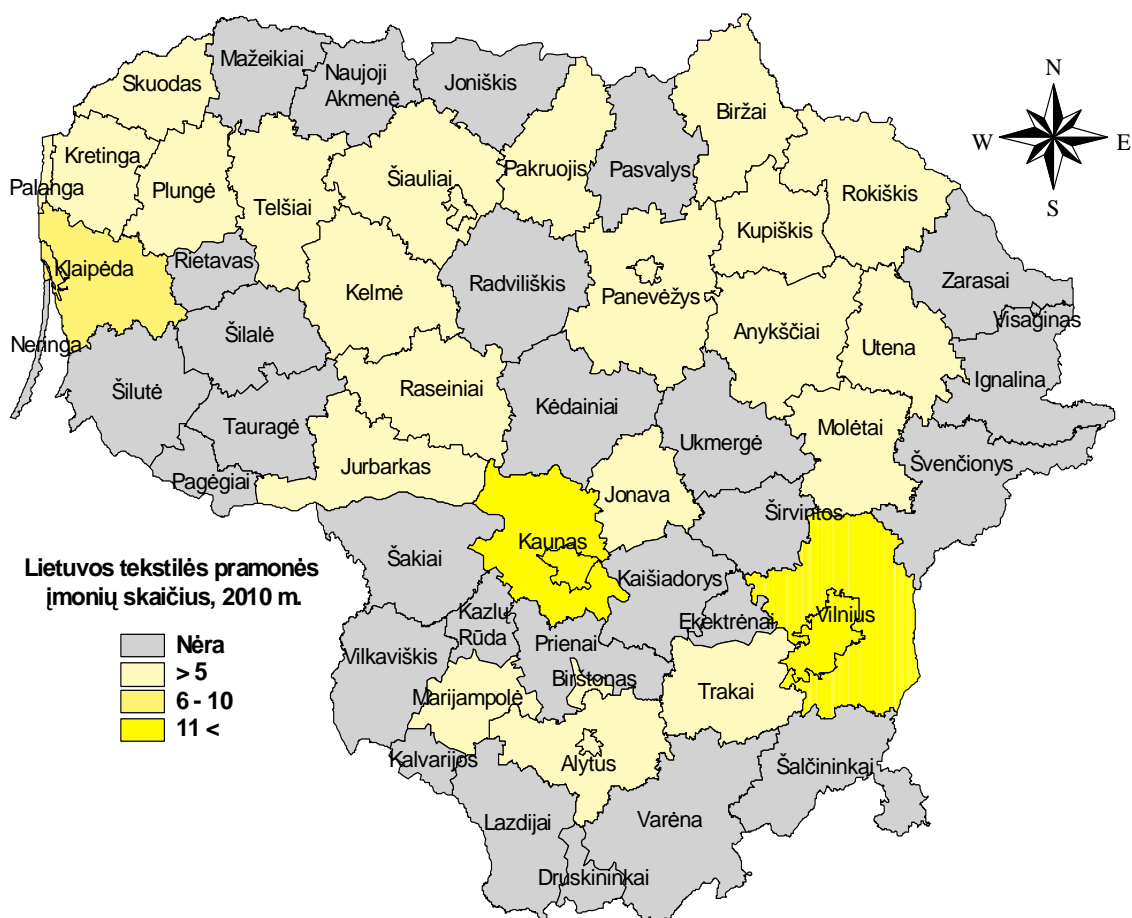 Mažeikiai
Naujoji
Akmenė
Joniškis
Skuodas
Biržai
N
W
E
S
Kretinga
Palanga
Plungė
Telšiai
Šiauliai
Pakruojis
Pasvalys
Rokiškis
Kupiškis
Klaipėda
Rietavas
Kelmė
Radviliškis
Panevėžys
Anykščiai
Utena
Zarasai
Visaginas
Ignalina
Neringa
Šilalė
Šilutė
Raseiniai
Tauragė
Kėdainiai
Ukmergė
Molėtai
Švenčionys
Pagėgiai
Jurbarkas
Jonava
Širvintos
Kaunas
Šakiai
Kaišiadorys
Elektrėnai
Vilnius
Kazlų
Rūda
Prienai
Vilkaviškis
Birštonas
Marijampolė
Trakai
Kalvarijos
Alytus
Šalčininkai
Lazdijai
Varėna
Druskininkai
Lietuvos tekstilės pramonės
įmonių skaičius, 2010 m.
Nėra
> 5
6 - 10
11 <